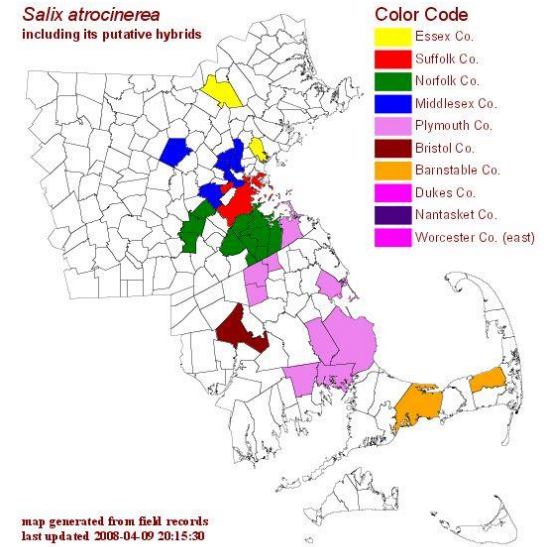 Salix atrocinerea
including its putative hybrids
Color Code
Essex Co.
Suffolk Co.
Norfolk Co.
Middlesex Co.
Plymouth Co.
Bristol Co.
Barnstable Co.
Dukes Co.
Nantasket Co.
Worcester Co. (east)
map generated from field records
last updated 2008-04-09 20:15:30